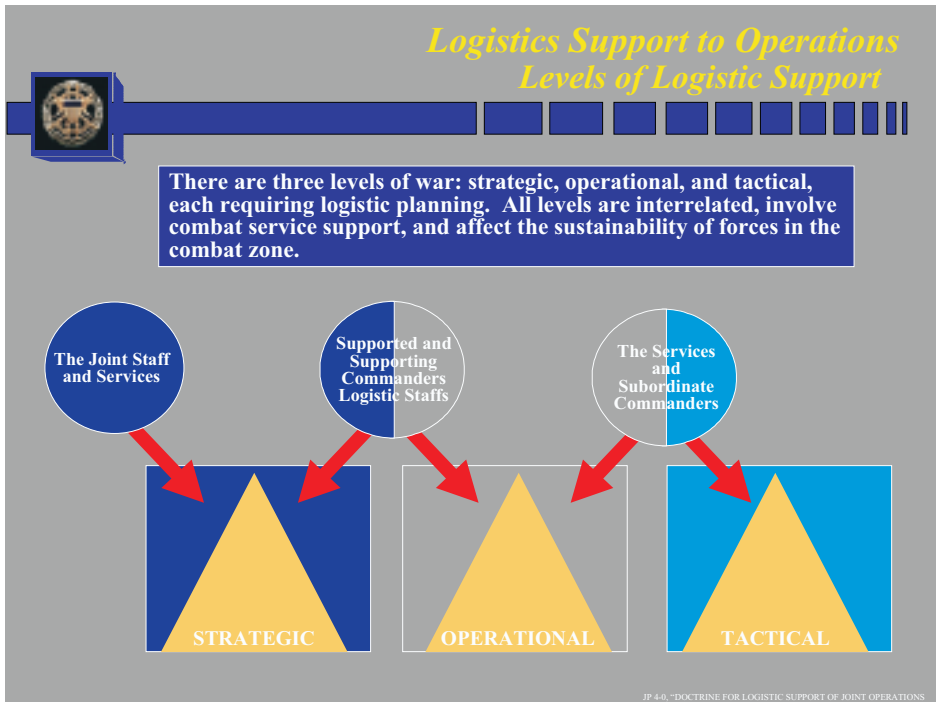 Logistics Support to Operations
Levels of Logistic Support
There are three levels of war: strategic, operational, and tactical,
each requiring logistic planning. All levels are interrelated, involve
combat service support, and affect the sustainability of forces in the
combat zone.
The Joint Staff
and Services
Supported and
Supporting
Commanders
Logistic Staffs
The Services
and
Subordinate
Commanders
STRATEGIC
OPERATIONAL
TACTICAL
JP 4-0, "DOCTRINE FOR LOGISTIC SUPPORT OF JOINT OPERATIONS